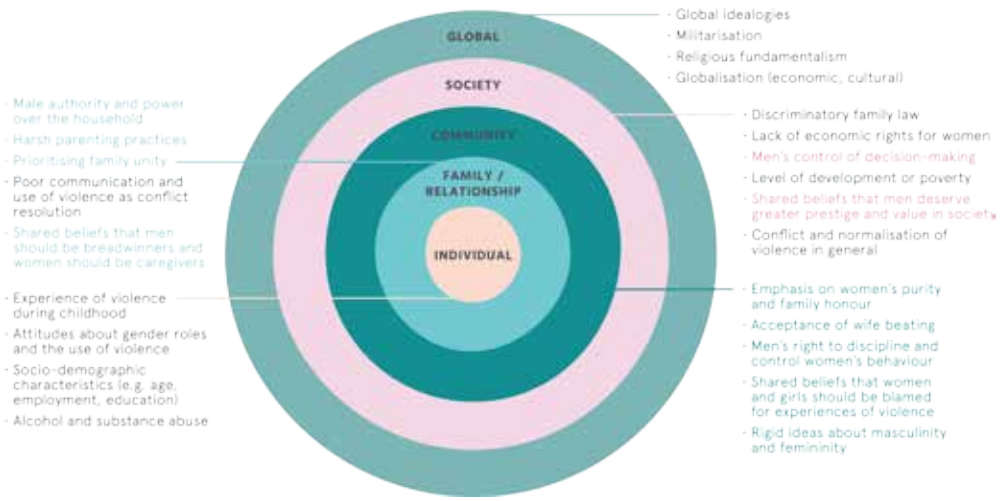 GLOBAL
SOCIETY
COMMUNITY
FAMILY /
RELATIONSHIP
INDIVIDUAL
· Global idealogies
· Militarisation
· Religious fundamentalism
· Globalisation (economic, cultural)
· Discriminatory family law
· Lack of economic rights for women
· Men's control of decision-making
· Level of development or poverty
· Shared beliefs that men deserve
greater prestige and value in society
· Conflict and normalisation of
violence in general
· Emphasis on women's purity
and family honour
· Acceptance of wife beating
· Men's right to discipline and
control women's behaviour
· Shared beliefs that women
and girls should be blamed
for experiences of violence
· Rigid ideas about masculinity
and femininity
· Male authority and power
over the household
· Harsh parenting practices
· Prioritising family unity
· Poor communication and
use of violence as conflict
resolution
· Shared beliefs that men
should be breadwinners and
women should be caregivers
· Experience of violence
during childhood
· Attitudes about gender roles
and the use of violence
· Socio-demographic
characteristics (e.g. age,
employment, education)
· Alcohol and substance abuse